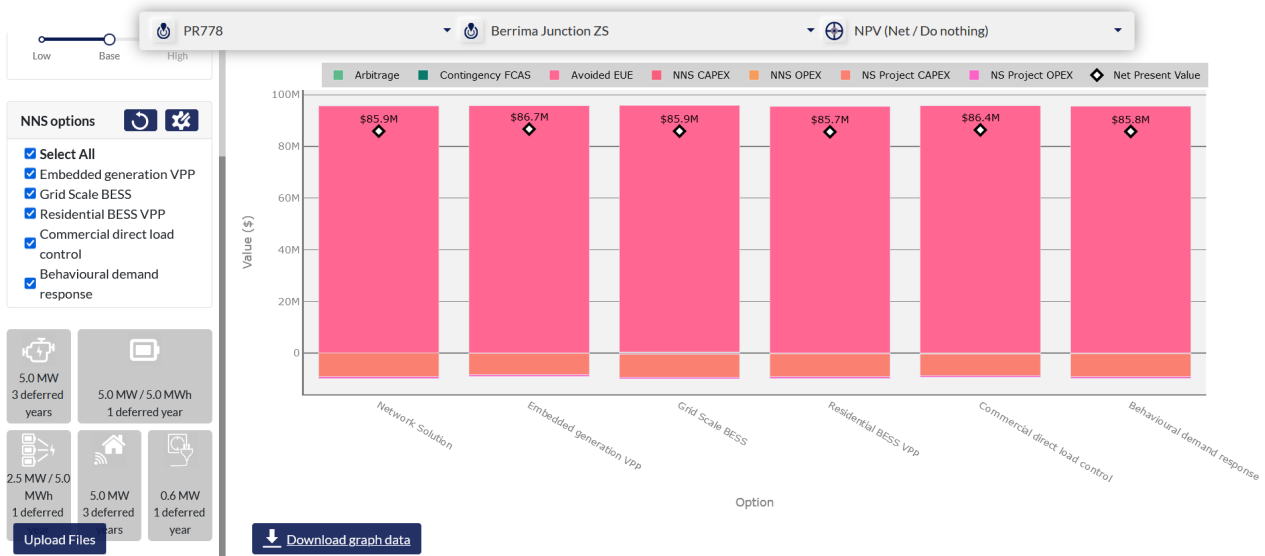 PR778
Berrima Junction ZS
NPV (Net / Do nothing)
Low Base High
Arbitrage Contingency FCAS Avoided EUE NNS CAPEX NNS OPEX NS Project CAPEX NS Project OPEX Net Present Value
NNS options
Select All
Embedded generation VPP
Grid Scale BESS
Residential BESS VPP
Commercial direct load
control
Behavioural demand
response
5.0 MW
3 deferred
years
5.0 MW / 5.0 MWh
1 deferred year
2.5 MW / 5.0
MWh
1 deferred
5.0 MW
3 deferred
years
0.6 MW
1 deferred
year
Upload Files
Value ($)
100M
80M
60M
40M
20M
0
$85.9M
$86.7M
$85.9M
$85.7M
$86.4M
$85.8M
Network Solution
Embedded generation VPP
Grid Scale BESS
Residential BESS VPP
Commercial direct load control
Behavioural demand response
Option
Download graph data